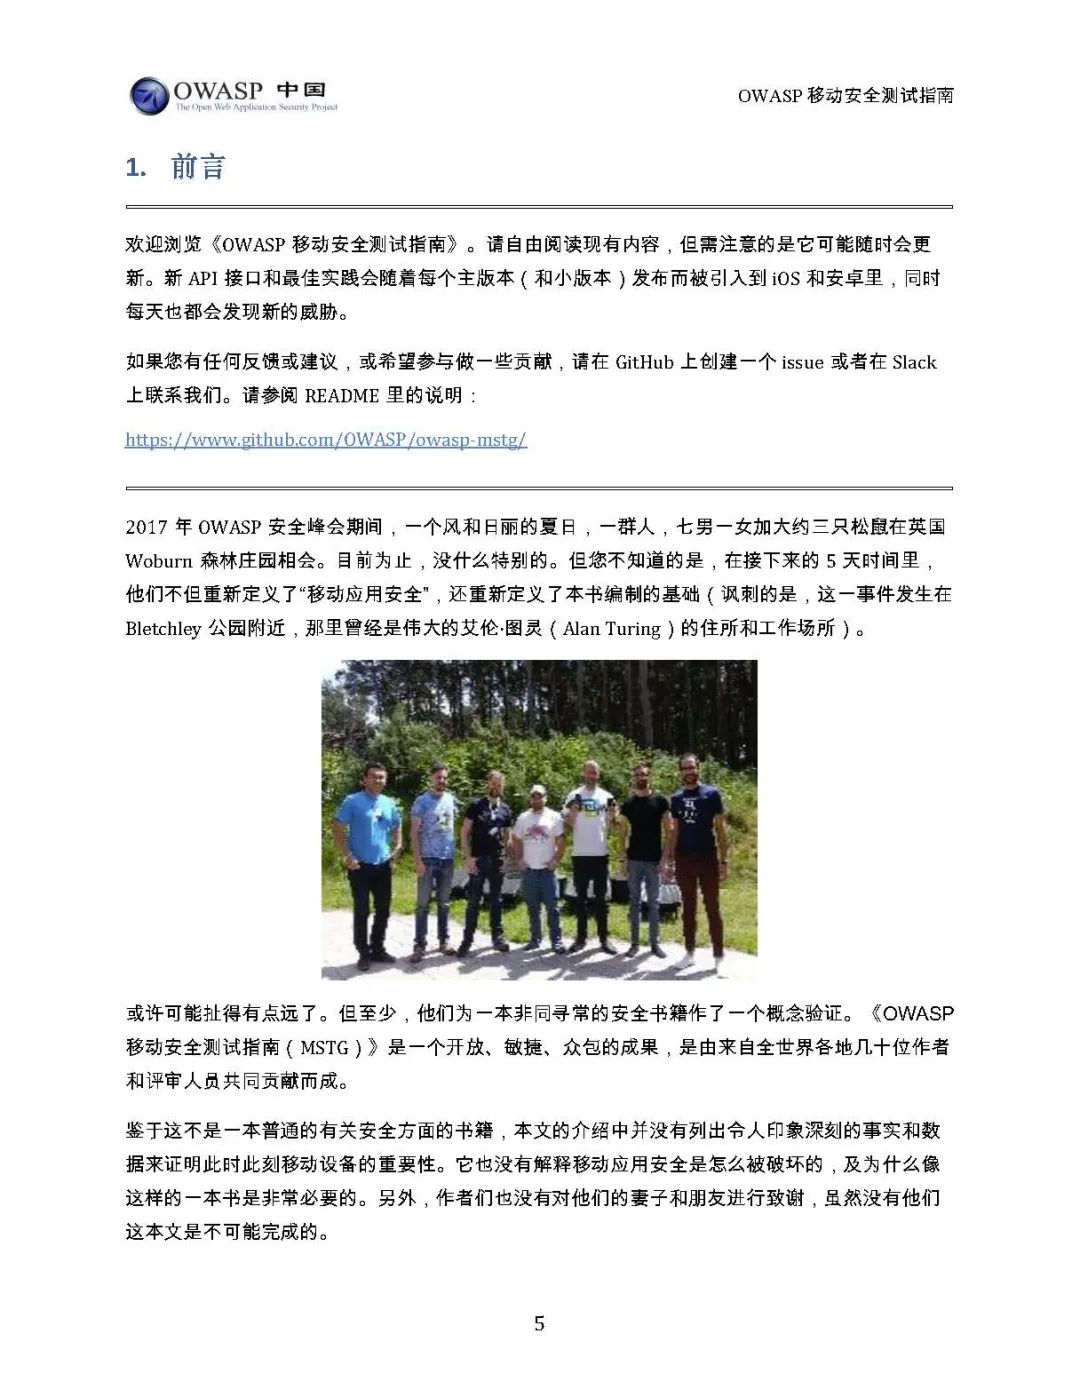 OWASP 中国
The Open Web Application Security Project
OWASP 移动安全测试指南
1. 前言
欢迎浏览《OWASP 移动安全测试指南》。请自由阅读现有内容，但需注意的是它可能随时会更
新。新 API 接口和最佳实践会随着每个主版本（和小版本）发布而被引入到 iOS 和安卓里，同时
每天也都会发现新的威胁。
如果您有任何反馈或建议，或希望参与做一些贡献，请在 GitHub 上创建一个 issue 或者在 Slack
上联系我们。请参阅 README 里的说明：
https://www.github.com/OWASP/owasp-mstg/
2017 年 OWASP 安全峰会期间，一个风和日丽的夏日，一群人，七男一女加大约三只松鼠在英国
Woburn 森林庄园相会。目前为止，没什么特别的。但您不知道的是，在接下来的 5 天时间里，
他们不但重新定义了“移动应用安全”，还重新定义了本书编制的基础（讽刺的是，这一事件发生在
Bletchley 公园附近，那里曾经是伟大的艾伦·图灵（Alan Turing）的住所和工作场所）。
或许可能扯得有点远了。但至少，他们为一本非同寻常的安全书籍作了一个概念验证。《OWASP
移动安全测试指南（MSTG）》是一个开放、敏捷、众包的成果，是由来自全世界各地几十位作者
和评审人员共同贡献而成。
鉴于这不是一本普通的有关安全方面的书籍，本文的介绍中并没有列出令人印象深刻的事实和数
据来证明此时此刻移动设备的重要性。它也没有解释移动应用安全是怎么被破坏的，及为什么像
这样的一本书是非常必要的。另外，作者们也没有对他们的妻子和朋友进行致谢，虽然没有他们
这本文是不可能完成的。
5